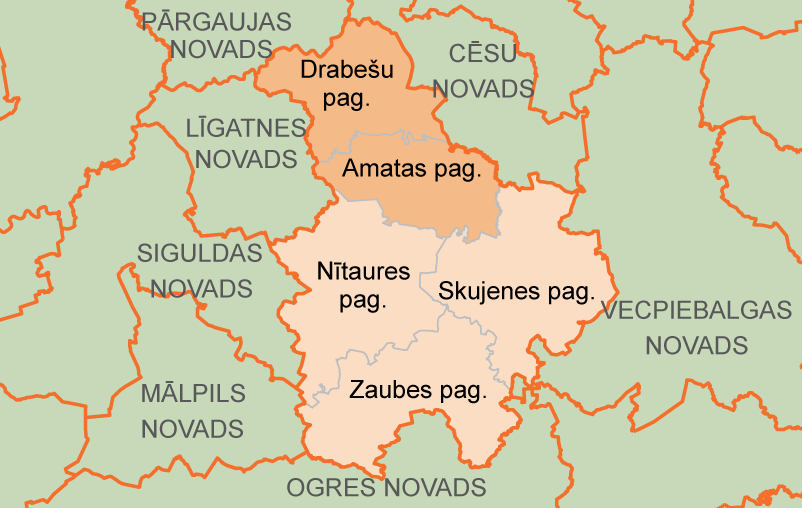 PĀRGAUJAS
NOVADS
CĒSU
NOVADS
Drabešu
pag.
LĪGATNES
NOVADS
Amatas pag.
SIGULDAS
NOVADS
Nītaures
pag.
Skujenes pag.
VECPIEBALGAS
NOVADS
MĀLPILS
NOVADS
Zaubes pag.
OGRES NOVADS